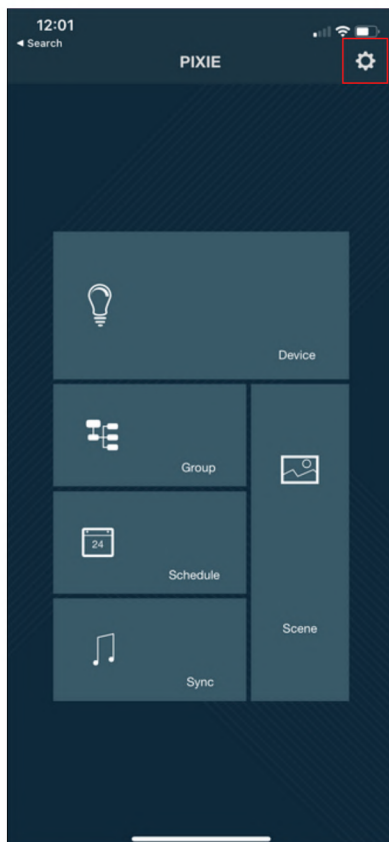 12:01
◄ Search
PIXIE
Device
Group
24
Schedule
Scene
Sync